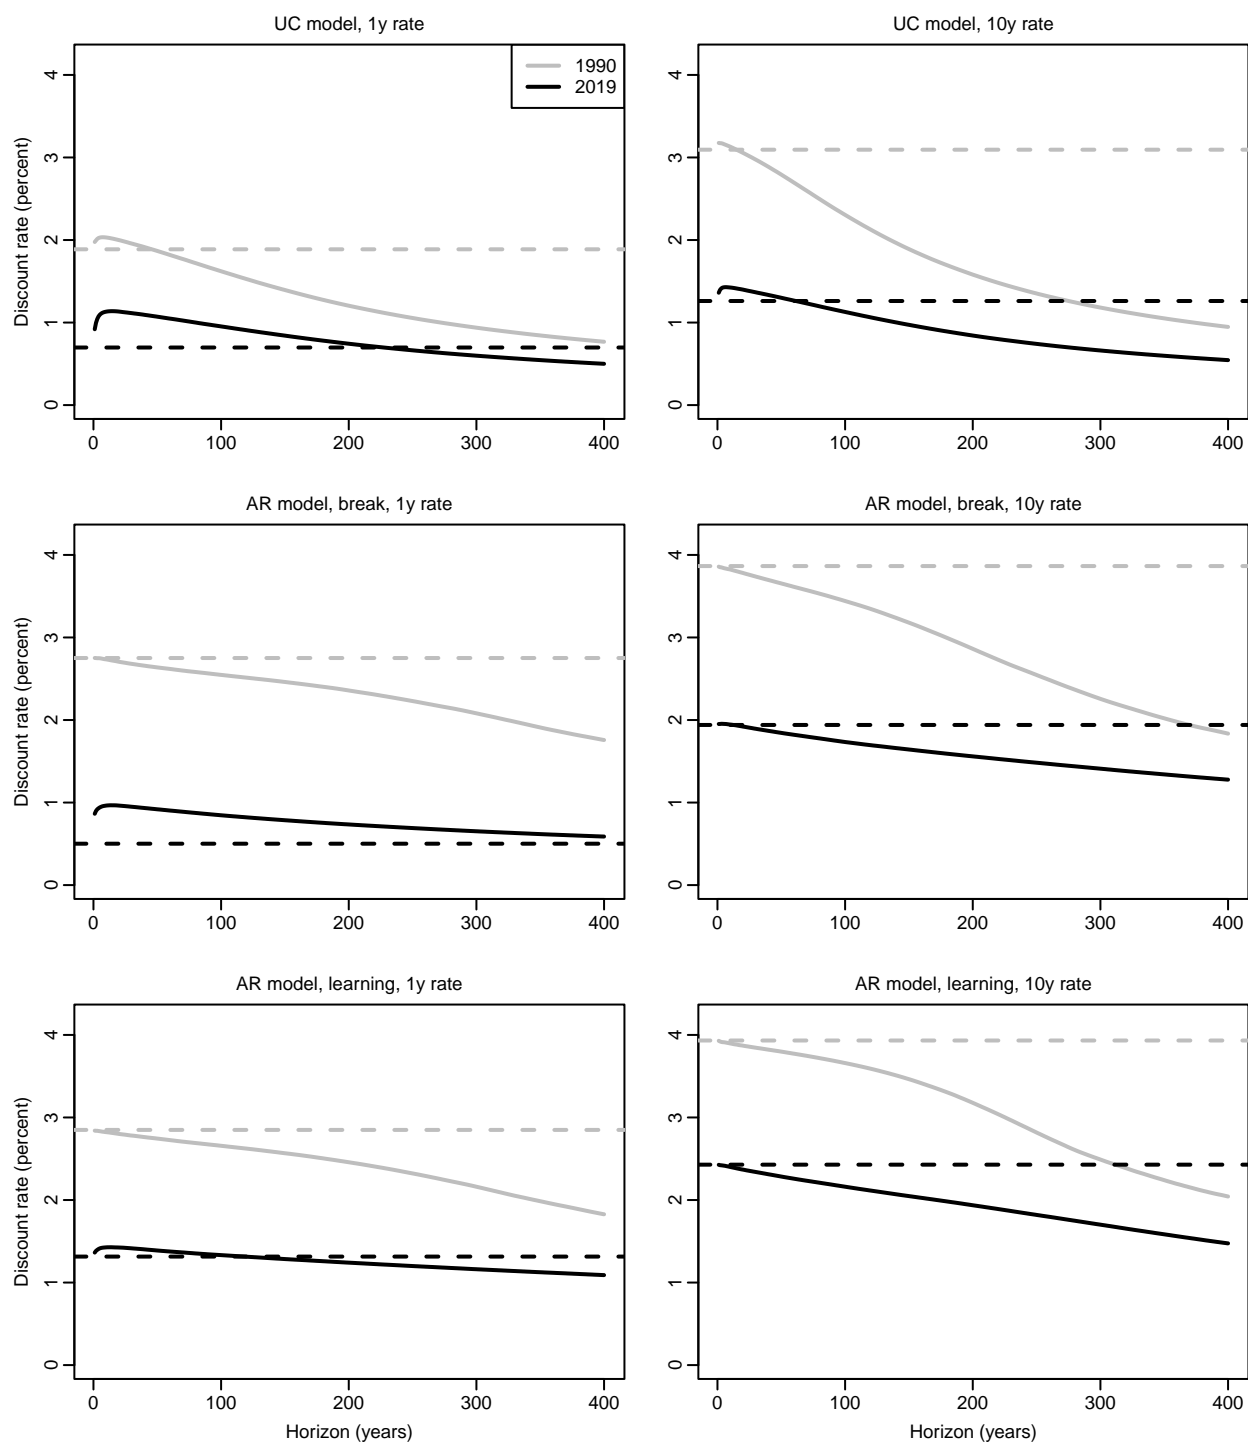 UC model, 1y rate
UC model, 10y rate
1990
2019
Discount rate (percent)
4
3
2
1
0
0 100 200 300 400
4
3
2
1
0
0 100 200 300 400
AR model, break, 1y rate
AR model, break, 10y rate
Discount rate (percent)
4
3
2
1
0
0 100 200 300 400
4
3
2
1
0
0 100 200 300 400
AR model, learning, 1y rate
AR model, learning, 10y rate
Discount rate (percent)
4
3
2
1
0
0 100 200 300 400
Horizon (years)
4
3
2
1
0
0 100 200 300 400
Horizon (years)